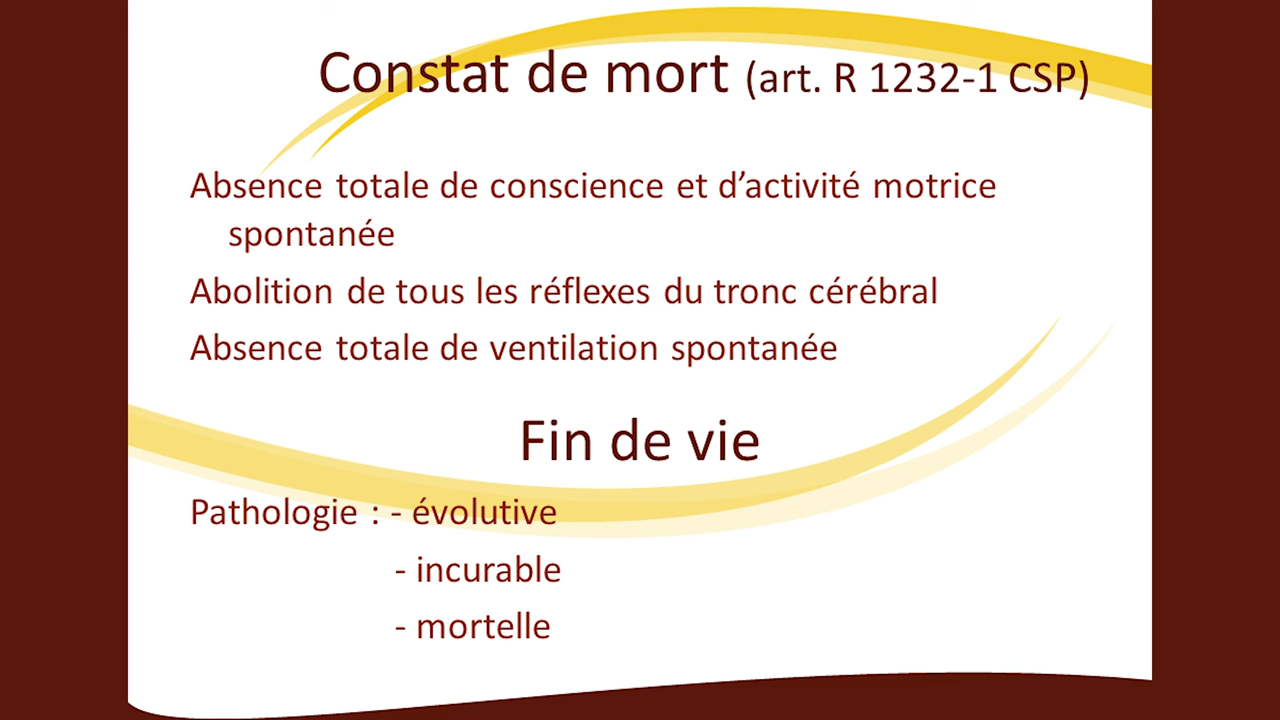 Constat de mort (art. R 1232-1 CSP)
Absence totale de conscience et d’activité motrice
spontanée
Abolition de tous les réflexes du tronc cérébral
Absence totale de ventilation spontanée
Fin de vie
Pathologie : - évolutive
- incurable
- mortelle